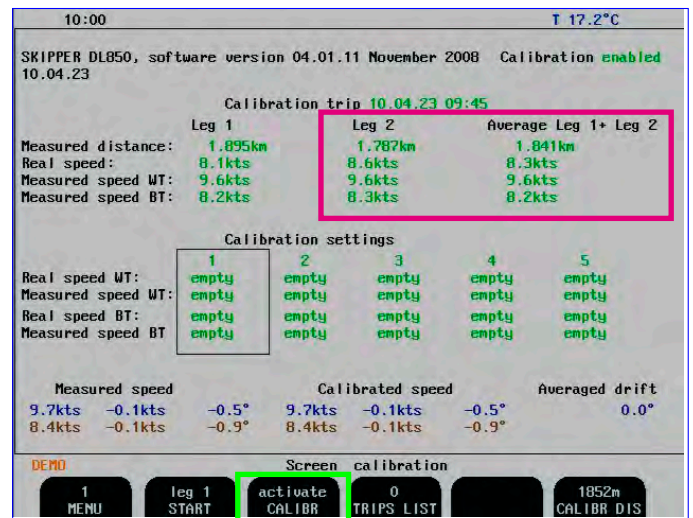 10:00 T 17.2°C
SKIPPER DL850, software version 04.01.11 November 2008 Calibration enabled
10.04.23
Calibration trip 10.04.23 09:45
Leg 1 Leg 2 Average Leg 1+ Leg 2
Measured distance: 1.895km 1.787km 1.841km
Real speed: 8.1kts 8.6kts 8.3kts
Measured speed WT: 9.6kts 9.6kts 9.6kts
Measured speed BT: 8.2kts 8.3kts 8.2kts
Calibration settings
1 2 3 4 5
Real speed WT: empty empty empty empty empty
Measured speed WT: empty empty empty empty empty
Real speed BT: empty empty empty empty empty
Measured speed BT empty empty empty empty empty
Measured speed Calibrated speed Averaged drift
9.7kts -0.1kts -0.5° 9.7kts -0.1kts -0.5° 0.0°
8.4kts -0.1kts -0.9° 8.4kts -0.1kts -0.9°
DEMO Screen calibration
1 leg 1 activate 0 1852m
MENU START CALIBR TRIPS LIST CALIBR DIS